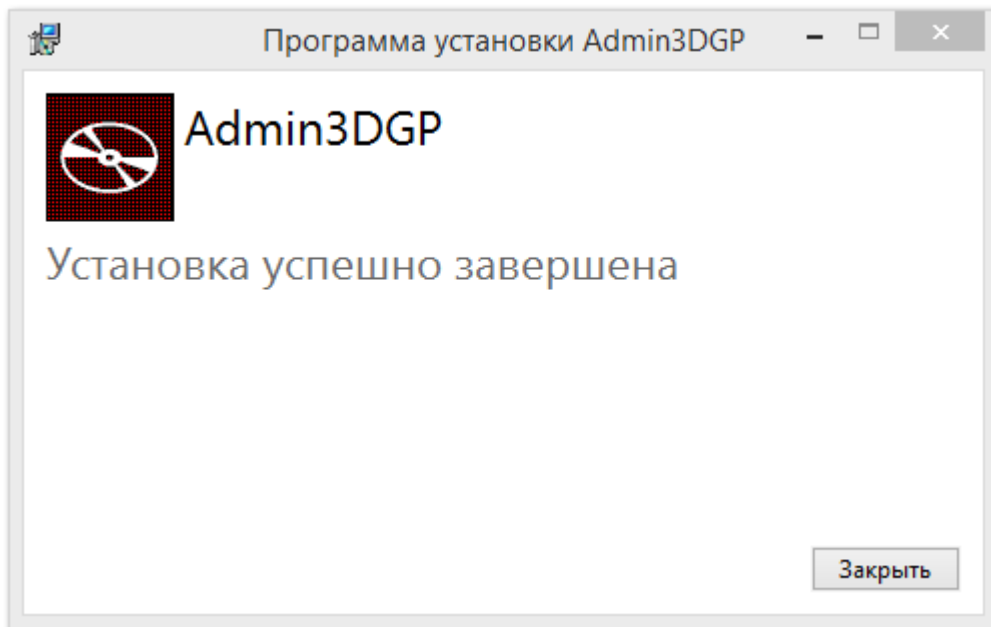 Программа установки Admin3DGP
Admin3DGP
Установка успешно завершена
Закрыть